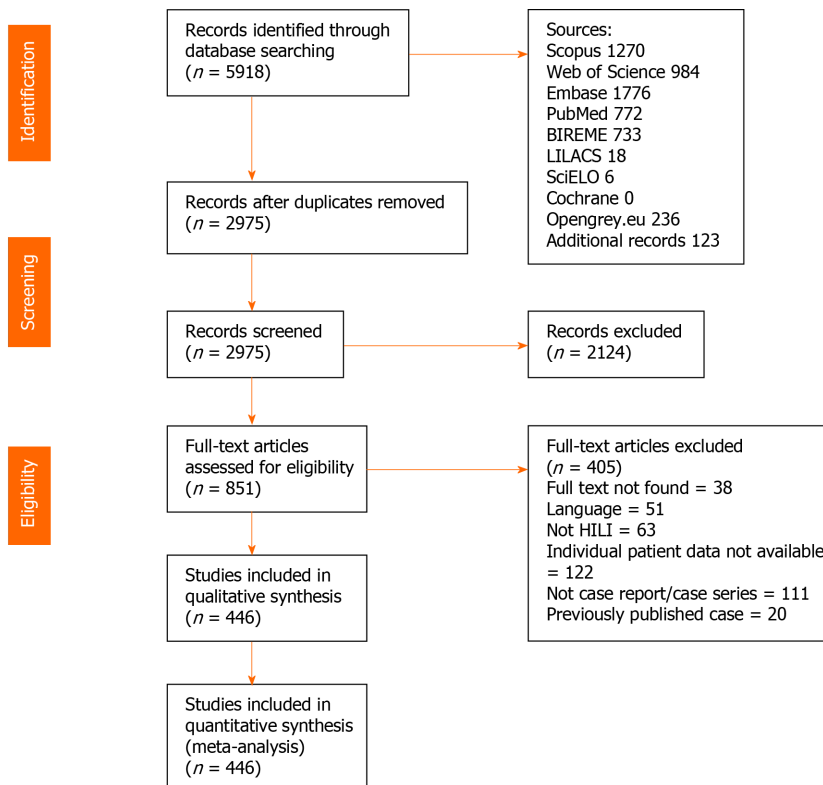 Identification
Records identified through
database searching
(n = 5918)
Sources:
Scopus 1270
Web of Science 984
Embase 1776
PubMed 772
BIREME 733
LILACS 18
SciELO 6
Cochrane 0
Opengrey.eu 236
Additional records 123
Records after duplicates removed
(n = 2975)
Screening
Records screened
(n = 2975)
Records excluded
(n = 2124)
Eligibility
Full-text articles
assessed for eligibility
(n = 851)
Full-text articles excluded
(n = 405)
Full text not found = 38
Language = 51
Not HILI = 63
Individual patient data not available
= 122
Not case report/case series = 111
Previously published case = 20
Studies included in
qualitative synthesis
(n = 446)
Studies included in
quantitative synthesis
(meta-analysis)
(n = 446)